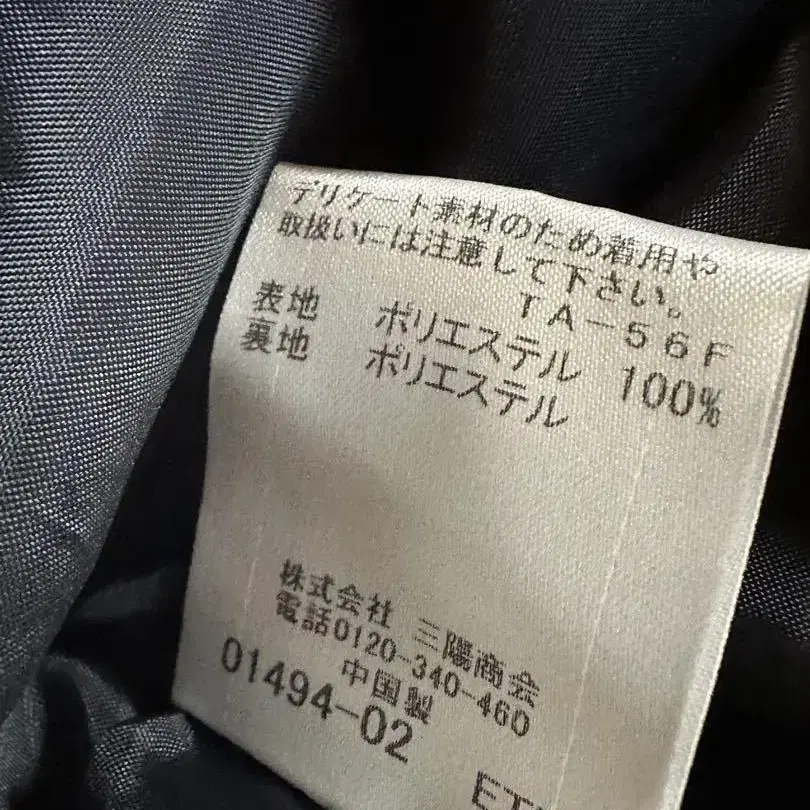 デリケート素材のため着用や
取扱いには注意して下さい。
TA-56F
表地 ポリエステル 100%
裏地 ポリエステル
株式会社 三陽商会
電話0120-340-460
中国製
01494-02